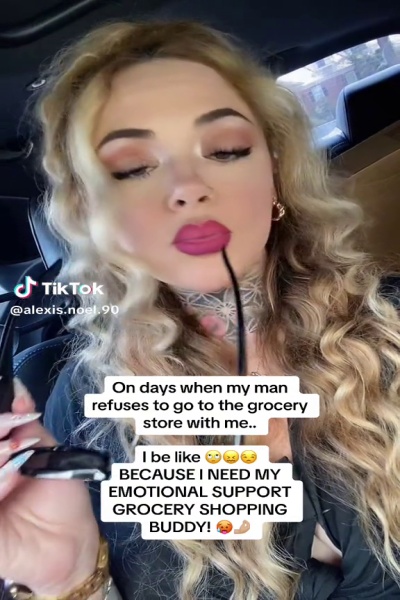 TikTok
@alexis.noel.90
On days when my man
refuses to go to the grocery
store with me..
I be like 🙄😖😏
BECAUSE I NEED MY
EMOTIONAL SUPPORT
GROCERY SHOPPING
BUDDY! 🥵🤌🏼